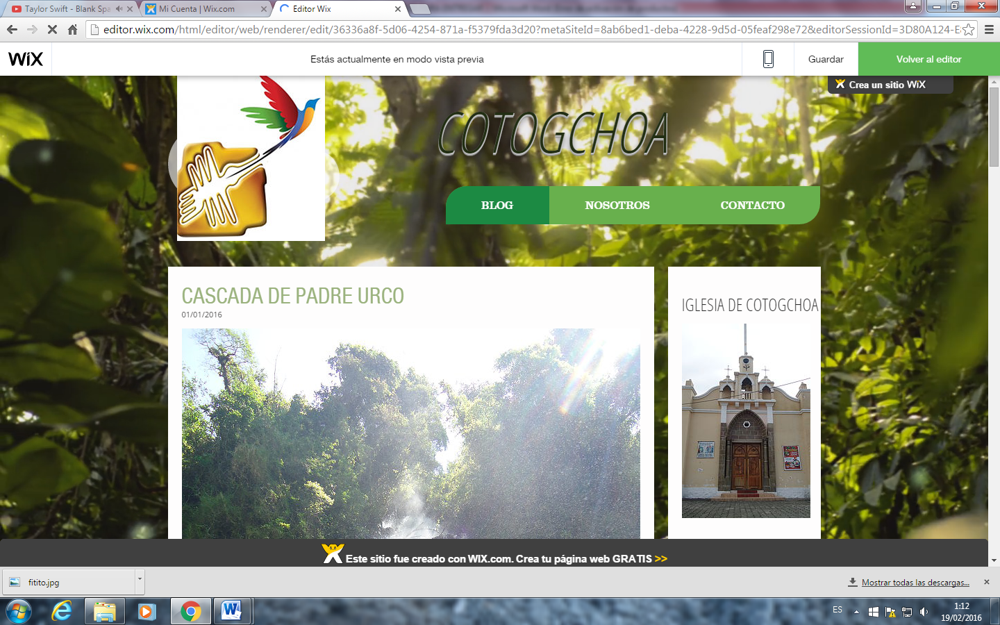 Taylor Swift - Blank Spa
Mi Cuenta | Wix.com
Editor Wix
editor.wix.com/html/editor/web/renderer/edit/36336a8f-5d06-4254-871a-f5379fda3d20?metaSiteId=8ab6bed1-deba-4228-9d5d-05feaf298e72&editorSessionId=3D80A124-E
WiX
Estás actualmente en modo vista previa
Guardar
Volver al editor
Crea un sitio WiX
COTOGCHOA
BLOG
NOSOTROS
CONTACTO
CASCADA DE PADRE URCO
01/01/2016
IGLESIA DE COTOGCHOA
Este sitio fue creado con WIX.com. Crea tu página web GRATIS >>
fitito.jpg
Mostrar todas las descargas...
ES
1:12
19/02/2016